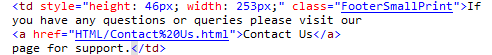 <td style="height: 46px; width: 253px;" class="FooterSmallPrint">If
you have any questions or queries please visit our
<a href="HTML/Contact%20Us.html">Contact Us</a>
page for support.</td>